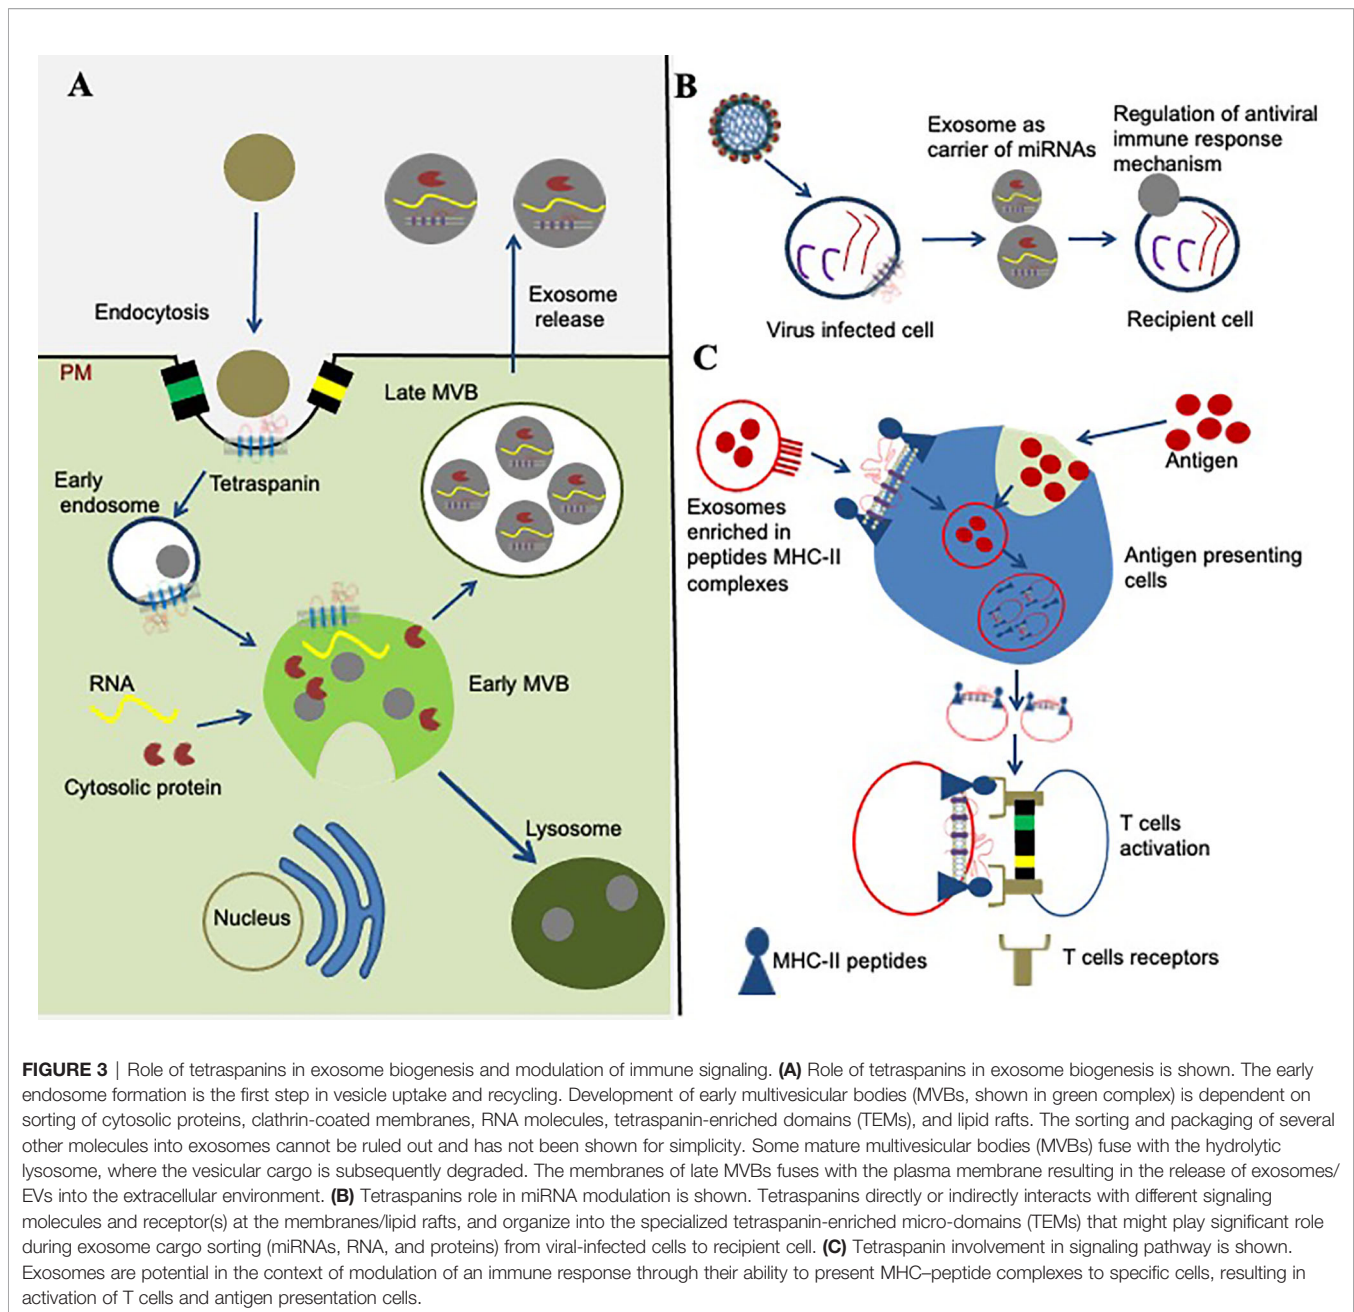 A
Endocytosis
Exosome
release
PM
Late MVB
Tetraspanin
Early
endosome
RNA
Early MVB
Cytosolic protein
Lysosome
Nucleus
B
Exosome as
carrier of miRNAs
Regulation of antiviral
immune response
mechanism
Virus infected cell
Recipient cell
C
Antigen
Exosomes
enriched in
peptides MHC-II
complexes
Antigen presenting
cells
T cells
activation
MHC-II peptides
T cells receptors
FIGURE 3 | Role of tetraspanins in exosome biogenesis and modulation of immune signaling. (A) Role of tetraspanins in exosome biogenesis is shown. The early
endosome formation is the first step in vesicle uptake and recycling. Development of early multivesicular bodies (MVBs, shown in green complex) is dependent on
sorting of cytosolic proteins, clathrin-coated membranes, RNA molecules, tetraspanin-enriched domains (TEMs), and lipid rafts. The sorting and packaging of several
other molecules into exosomes cannot be ruled out and has not been shown for simplicity. Some mature multivesicular bodies (MVBs) fuse with the hydrolytic
lysosome, where the vesicular cargo is subsequently degraded. The membranes of late MVBs fuses with the plasma membrane resulting in the release of exosomes/
EVs into the extracellular environment. (B) Tetraspanins role in miRNA modulation is shown. Tetraspanins directly or indirectly interacts with different signaling
molecules and receptor(s) at the membranes/lipid rafts, and organize into the specialized tetraspanin-enriched micro-domains (TEMs) that might play significant role
during exosome cargo sorting (miRNAs, RNA, and proteins) from viral-infected cells to recipient cell. (C) Tetraspanin involvement in signaling pathway is shown.
Exosomes are potential in the context of modulation of an immune response through their ability to present MHC–peptide complexes to specific cells, resulting in
activation of T cells and antigen presentation cells.